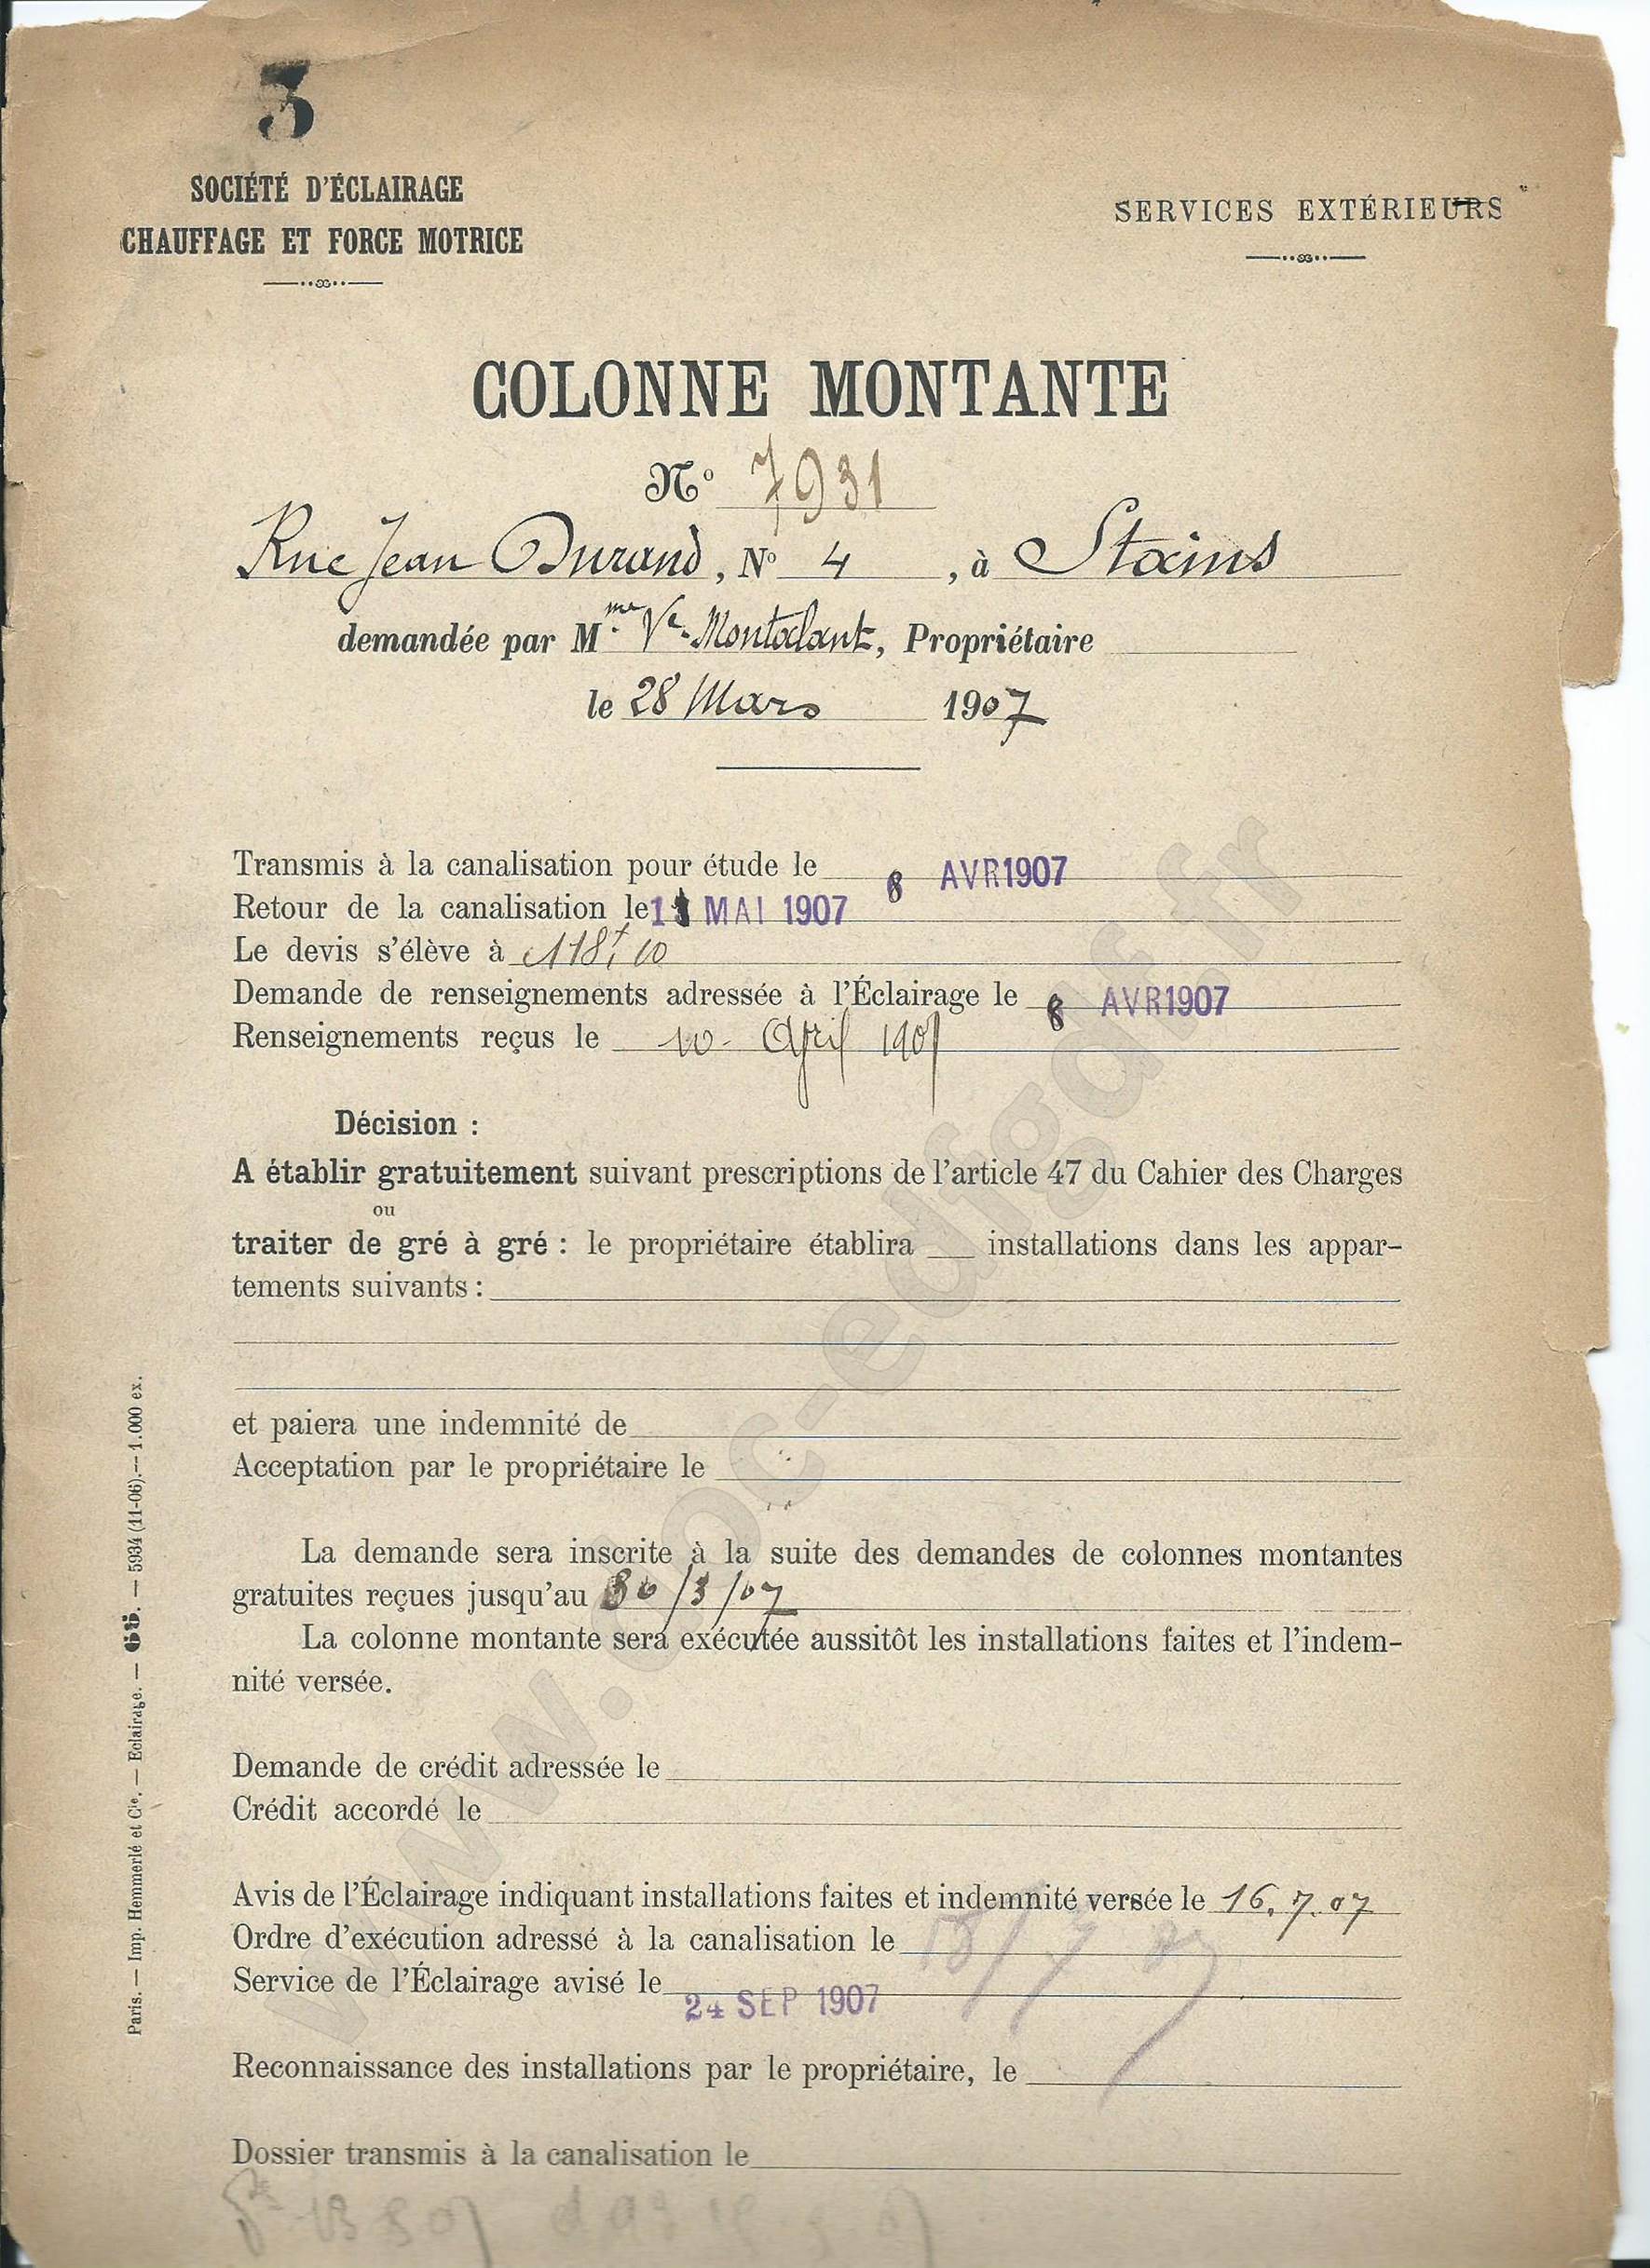 3
SOCIÉTÉ D'ÉCLAIRAGE
CHAUFFAGE ET FORCE MOTRICE
SERVICES EXTÉRIEURS
COLONNE MONTANTE
N° 7931
Rue Jean Durand, N° 4, à Stains
demandée par Mme Ve Montalant, Propriétaire
le 28 Mars 1907
Transmis à la canalisation pour étude le 8 AVR 1907
Retour de la canalisation le MAI 1907
Le devis s'élève à 118f,10
Demande de renseignements adressée à l'Éclairage le 8 AVR 1907
Renseignements reçus le 10 April 1907
Décision :
A établir gratuitement suivant prescriptions de l'article 47 du Cahier des Charges
ou
traiter de gré à gré : le propriétaire établira installations dans les appar-
tements suivants :
et paiera une indemnité de
Acceptation par le propriétaire le
La demande sera inscrite à la suite des demandes de colonnes montantes
gratuites reçues jusqu'au 30/3/07
La colonne montante sera exécutée aussitôt les installations faites et l'indem-
nité versée.
Demande de crédit adressée le
Crédit accordé le
Avis de l'Éclairage indiquant installations faites et indemnité versée le 16.7.07
Ordre d'exécution adressé à la canalisation le 18/7 07
Service de l'Éclairage avisé le 24 SEP 1907
Reconnaissance des installations par le propriétaire, le
Dossier transmis à la canalisation le
Paris. — Imp. Hemmerlé et Cie. — Eclairage. — 65. — 5934 (11-06). — 1.000 ex.
www.doc-edfgdf.fr